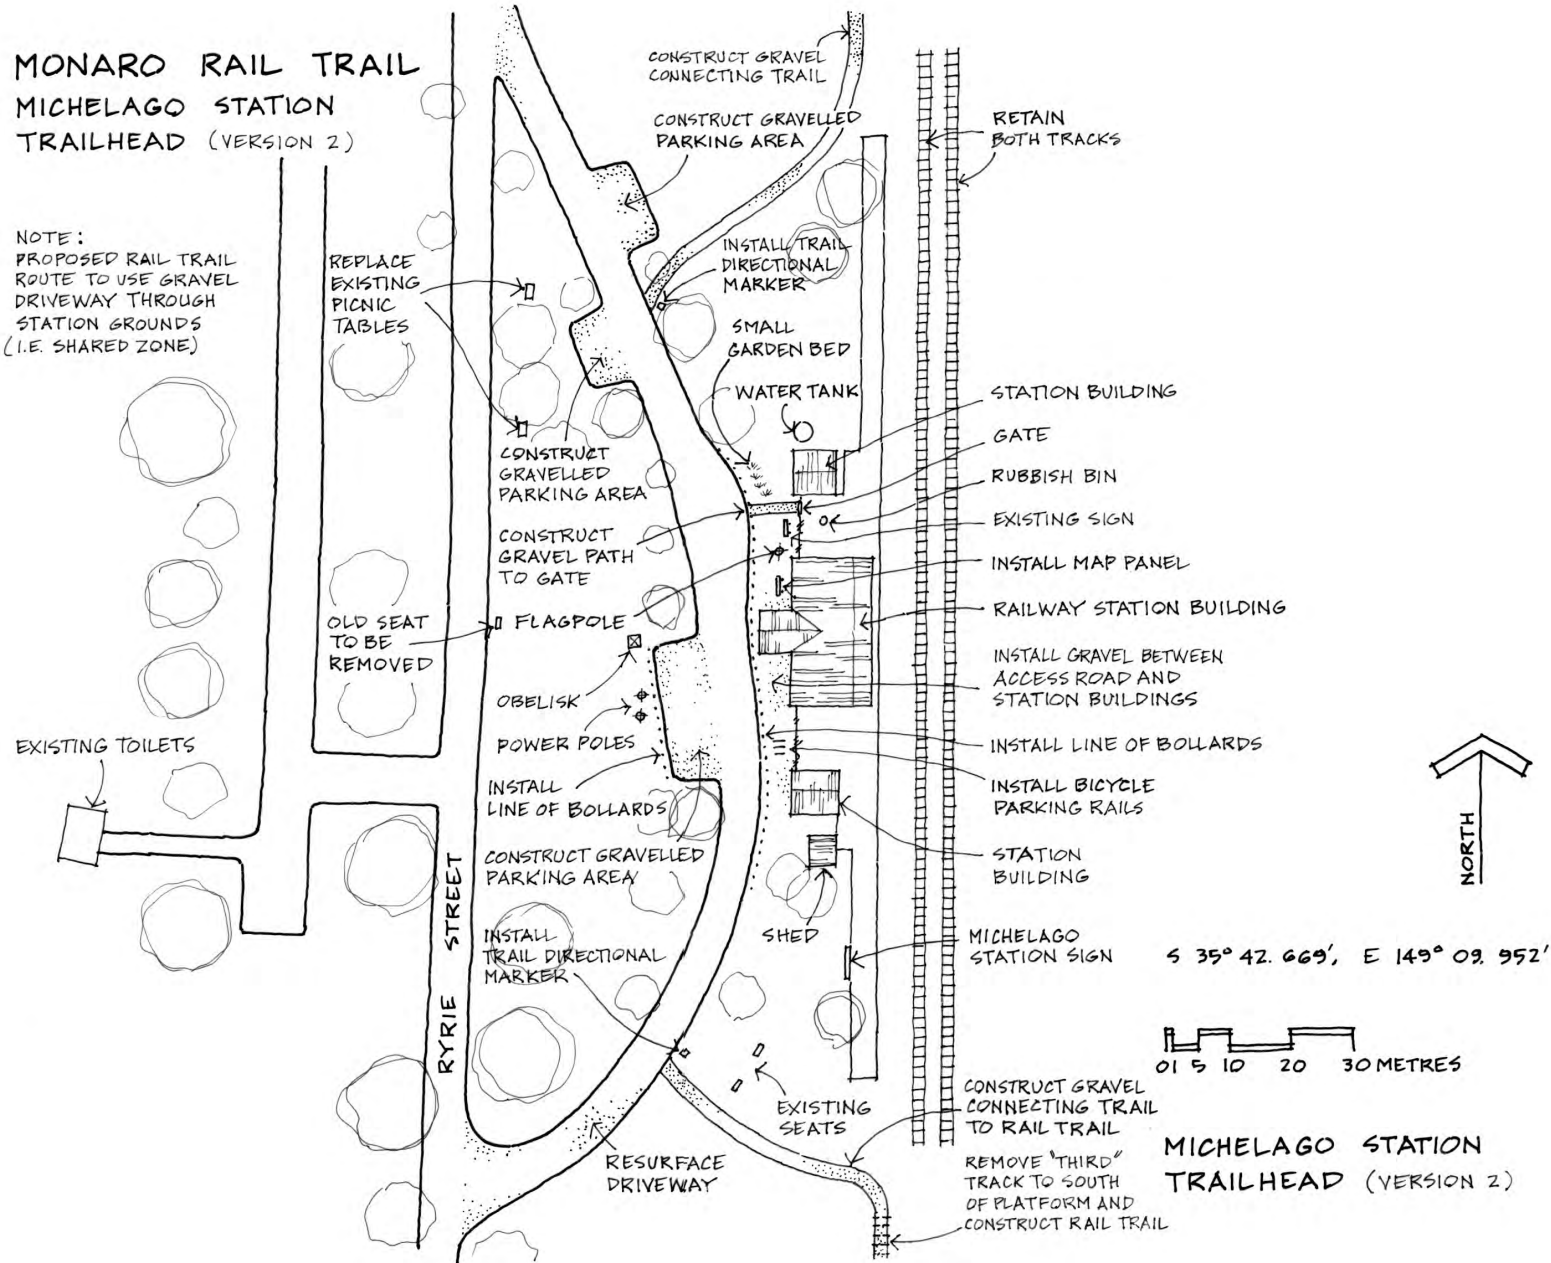 MONARO RAIL TRAIL
MICHELAGO STATION
TRAILHEAD (VERSION 2)
NOTE:
PROPOSED RAIL TRAIL
ROUTE TO USE GRAVEL
DRIVEWAY THROUGH
STATION GROUNDS
(I.E. SHARED ZONE)
REPLACE
EXISTING
PICNIC
TABLES
CONSTRUCT GRAVEL
CONNECTING TRAIL
CONSTRUCT GRAVELLED
PARKING AREA
RETAIN
BOTH TRACKS
INSTALL TRAIL
DIRECTIONAL
MARKER
SMALL
GARDEN BED
WATER TANK
STATION BUILDING
GATE
RUBBISH BIN
EXISTING SIGN
INSTALL MAP PANEL
RAILWAY STATION BUILDING
INSTALL GRAVEL BETWEEN
ACCESS ROAD AND
STATION BUILDINGS
INSTALL LINE OF BOLLARDS
INSTALL BICYCLE
PARKING RAILS
STATION
BUILDING
CONSTRUCT
GRAVELLED
PARKING AREA
CONSTRUCT
GRAVEL PATH
TO GATE
FLAGPOLE
OLD SEAT
TO BE
REMOVED
OBELISK
POWER POLES
INSTALL
LINE OF BOLLARDS
CONSTRUCT GRAVELLED
PARKING AREA
EXISTING TOILETS
RYRIE STREET
INSTALL
TRAIL DIRECTIONAL
MARKER
SHED
MICHELAGO
STATION SIGN
EXISTING
SEATS
RESURFACE
DRIVEWAY
CONSTRUCT GRAVEL
CONNECTING TRAIL
TO RAIL TRAIL
REMOVE "THIRD"
TRACK TO SOUTH
OF PLATFORM AND
CONSTRUCT RAIL TRAIL
NORTH
S 35° 42. 669', E 149° 09. 952'
01 5 10 20 30 METRES
MICHELAGO STATION
TRAILHEAD (VERSION 2)